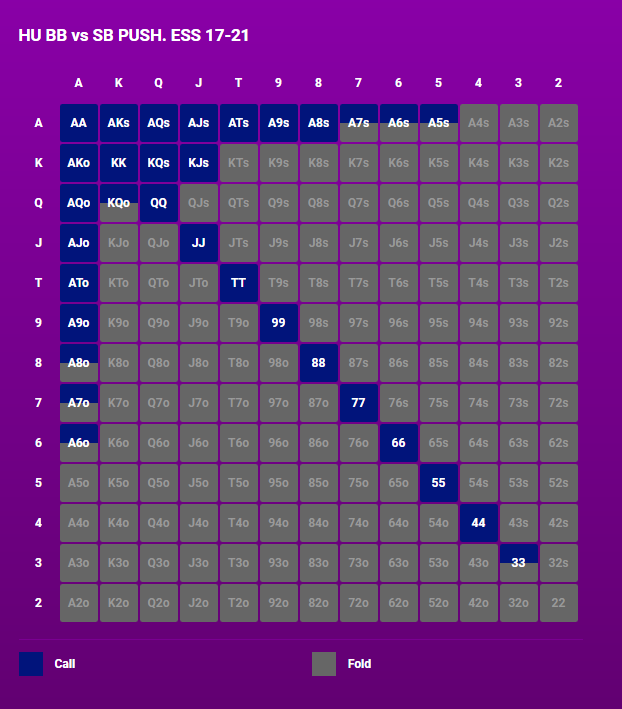 HU BB vs SB PUSH. ESS 17-21
A K Q J T 9 8 7 6 5 4 3 2
A AA AKs AQs AJs ATs A9s A8s A7s A6s A5s A4s A3s A2s
K AKo KK KQs KJs KTs K9s K8s K7s K6s K5s K4s K3s K2s
Q AQo KQo QQ QJs QTs Q9s Q8s Q7s Q6s Q5s Q4s Q3s Q2s
J AJo KJo QJo JJ JTs J9s J8s J7s J6s J5s J4s J3s J2s
T ATo KTo QTo JTo TT T9s T8s T7s T6s T5s T4s T3s T2s
9 A9o K9o Q9o J9o T9o 99 98s 97s 96s 95s 94s 93s 92s
8 A8o K8o Q8o J8o T8o 98o 88 87s 86s 85s 84s 83s 82s
7 A7o K7o Q7o J7o T7o 97o 87o 77 76s 75s 74s 73s 72s
6 A6o K6o Q6o J6o T6o 96o 86o 76o 66 65s 64s 63s 62s
5 A5o K5o Q5o J5o T5o 95o 85o 75o 65o 55 54s 53s 52s
4 A4o K4o Q4o J4o T4o 94o 84o 74o 64o 54o 44 43s 42s
3 A3o K3o Q3o J3o T3o 93o 83o 73o 63o 53o 43o 33 32s
2 A2o K2o Q2o J2o T2o 92o 82o 72o 62o 52o 42o 32o 22
Call Fold